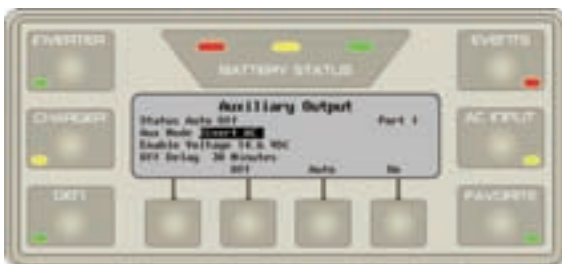 INVERTER
EVENTS
BATTERY STATUS
CHARGER
AC INPUT
GEN
FAVORITE
Auxiliary Output
Status Auto Off Port 1
Aux Mode
Enable Voltage 14.6 VDC
Off Delay 30 Minutes
Off Auto On